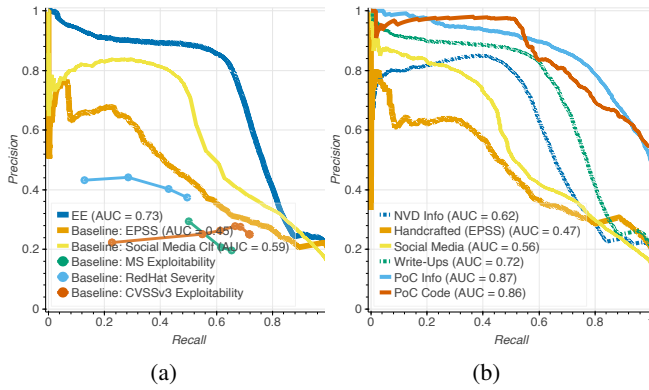 1
0.8
0.6
0.4
0.2
0
Precision
EE (AUC = 0.73)
Baseline: EPSS (AUC = 0.45)
Baseline: Social Media Clf (AUC = 0.59)
Baseline: MS Exploitability
Baseline: RedHat Severity
Baseline: CVSSv3 Exploitability
0 0.2 0.4 0.6 0.8
Recall
(a)
1
0.8
0.6
0.4
0.2
0
Precision
NVD Info (AUC = 0.62)
Handcrafted (EPSS) (AUC = 0.47)
Social Media (AUC = 0.56)
Write-Ups (AUC = 0.72)
PoC Info (AUC = 0.87)
PoC Code (AUC = 0.86)
0 0.2 0.4 0.6 0.8
Recall
(b)